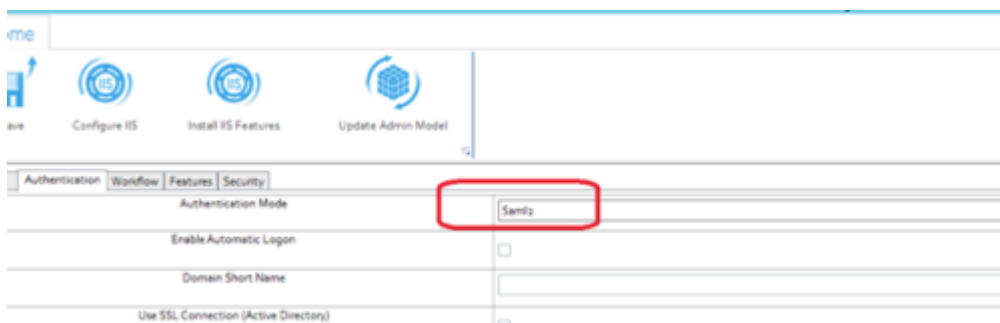 ome
ave Configure IIS Install IIS Features Update Admin Model
Authentication Workflow Features Security
Authentication Mode Saml2
Enable Automatic Logon
Domain Short Name
Use SSL Connection (Active Directory)